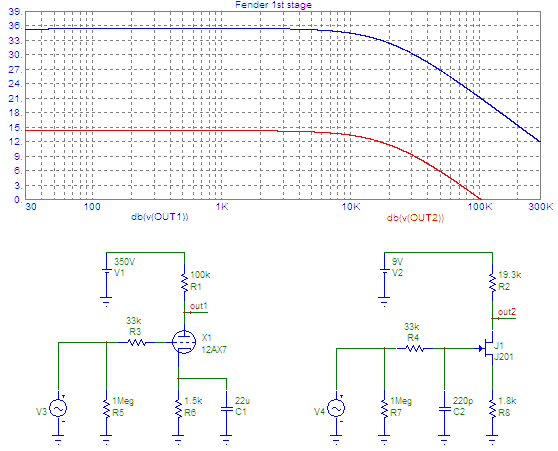 Fender 1st stage
39.
36.
33.
30.
27.
24.
21.
18.
15.
12.
9.
6.
3.
0.
30 100 1K 10K 100K 300K
db(v(OUT1)) db(v(OUT2))
350V
V1
100k
R1
out1
33k
R3
X1
12AX7
V3
1Meg
R5
1.5k
R6
22u
C1
9V
V2
19.3k
R2
out2
33k
R4
J1
J201
V4
1Meg
R7
220p
C2
1.8k
R8